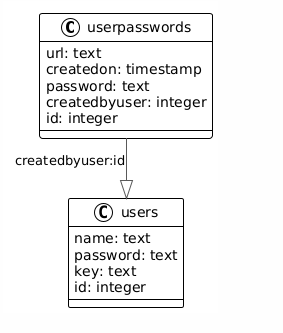 C userpasswords
url: text
createdon: timestamp
password: text
createdbyuser: integer
id: integer
createdbyuser:id
C users
name: text
password: text
key: text
id: integer